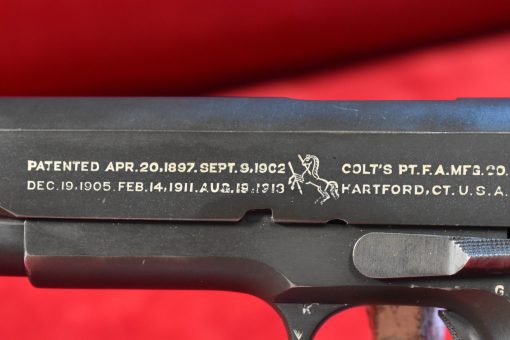 PATENTED APR.20,1897.SEPT.9,1902
DEC.19,1905.FEB.14,1911.AUG.19,1913
COLT'S PT.F.A.MFG.CO.
HARTFORD,CT.U.S.A.
G